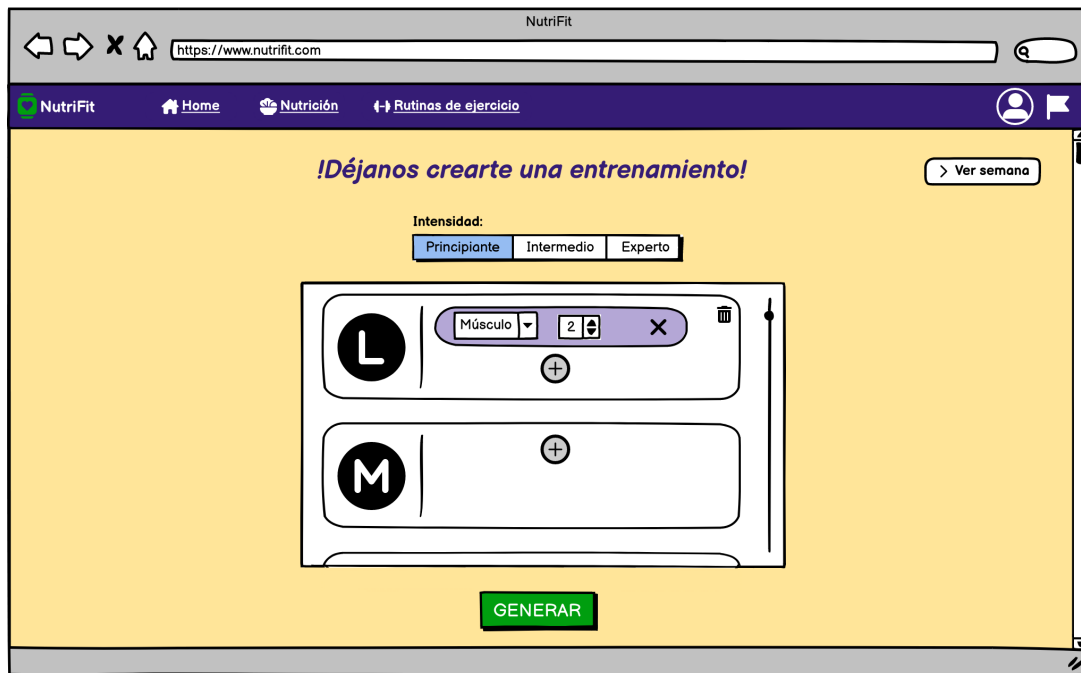 NutriFit
https://www.nutrifit.com
NutriFit Home Nutrición Rutinas de ejercicio
!Déjanos crearte una entrenamiento!
Ver semana
Intensidad:
Principiante Intermedio Experto
Músculo 2
L
M
GENERAR